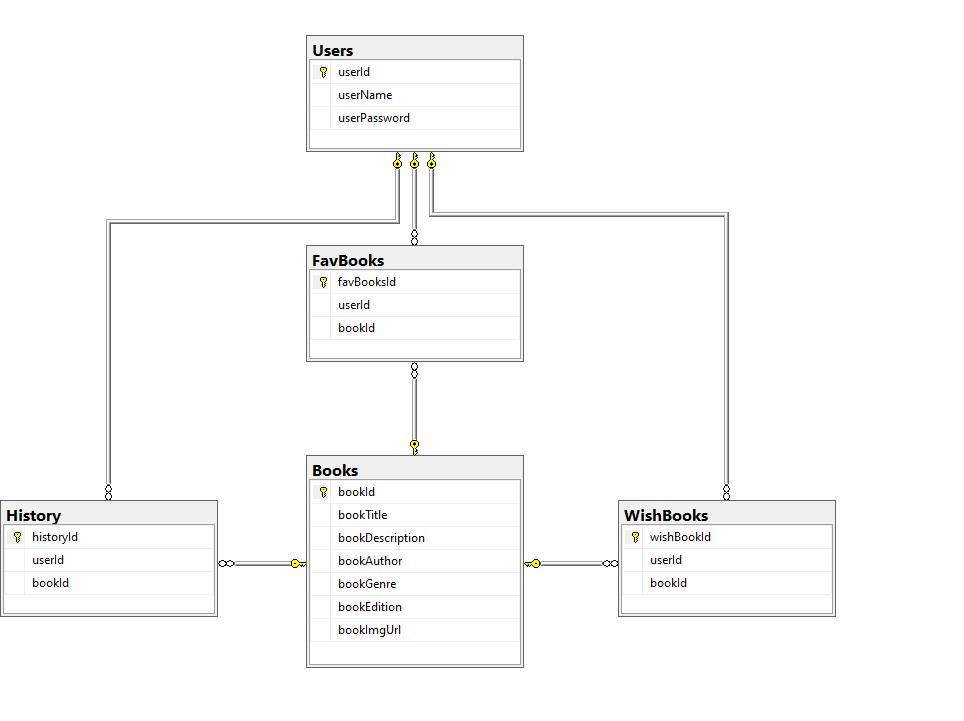 Users
userId
userName
userPassword
FavBooks
favBooksId
userId
bookId
Books
bookId
bookTitle
bookDescription
bookAuthor
bookGenre
bookEdition
bookImgUrl
History
historyId
userId
bookId
WishBooks
wishBookId
userId
bookId